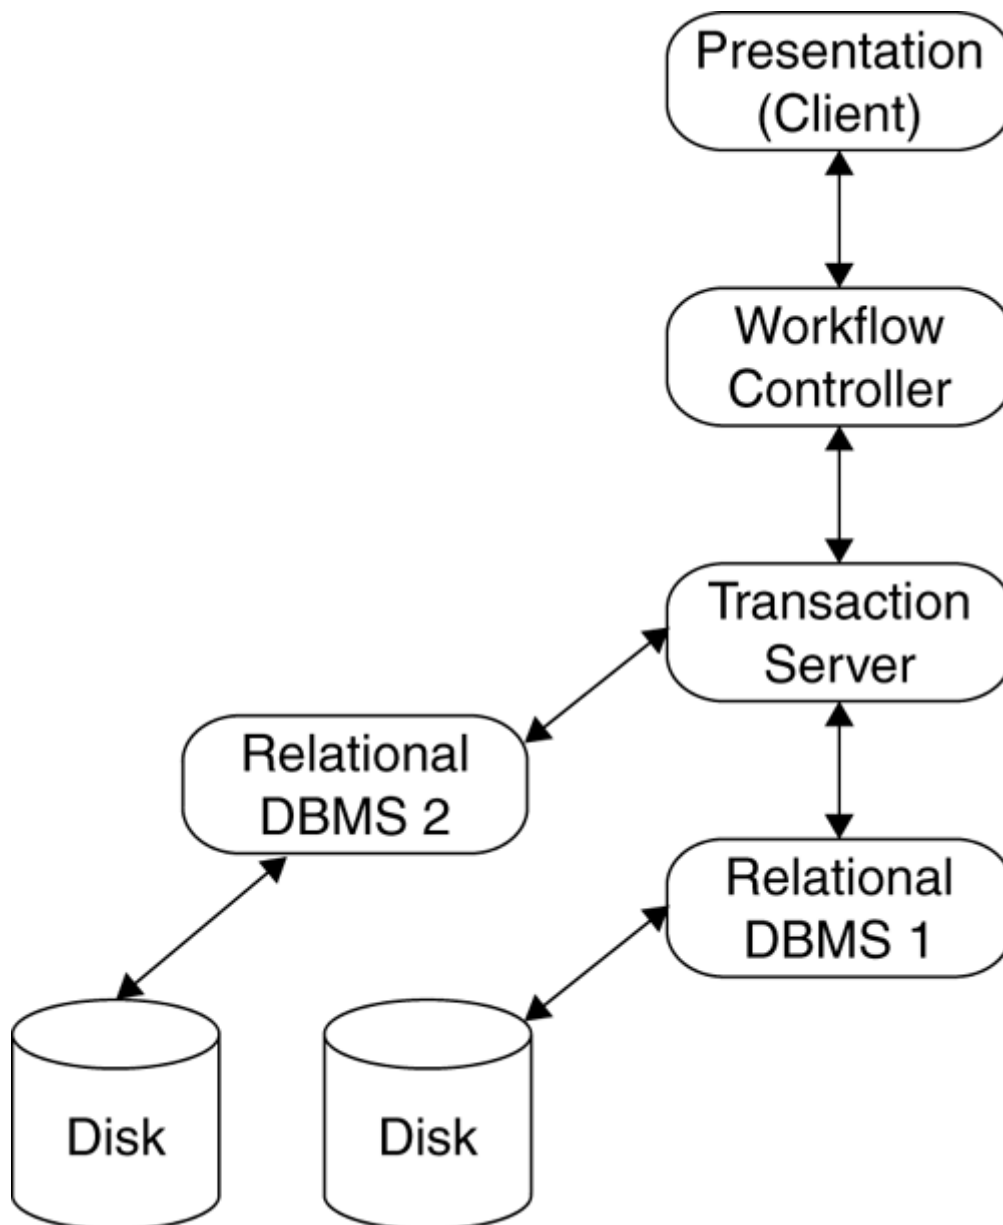 Presentation
(Client)
Workflow
Controller
Transaction
Server
Relational
DBMS 2
Relational
DBMS 1
Disk
Disk